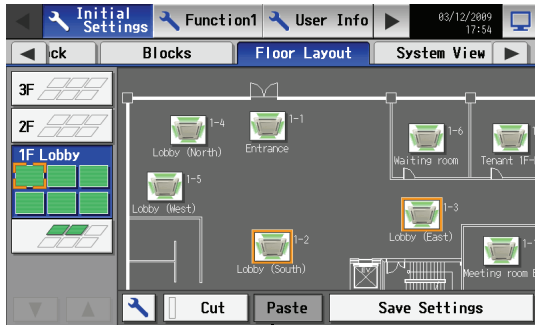 Initial
Settings
Function1
User Info
03/12/2009
17:54
ck
Blocks
Floor Layout
System View
3F
2F
1F Lobby
1-4
Lobby (North)
1-1
Entrance
1-6
Waiting room
Tenant 1F-
1-5
Lobby (West)
1-3
Lobby (East)
1-2
Lobby (South)
EV
1-
Meeting room
Cut
Paste
Save Settings